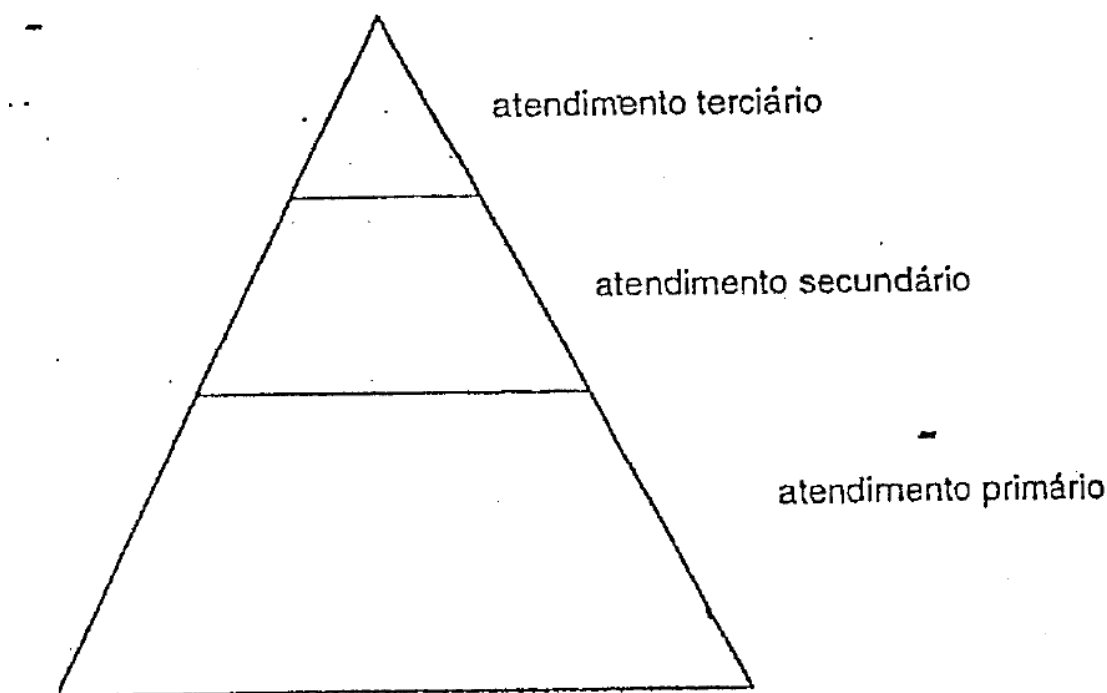 atendimento terciário
atendimento secundário
atendimento primário